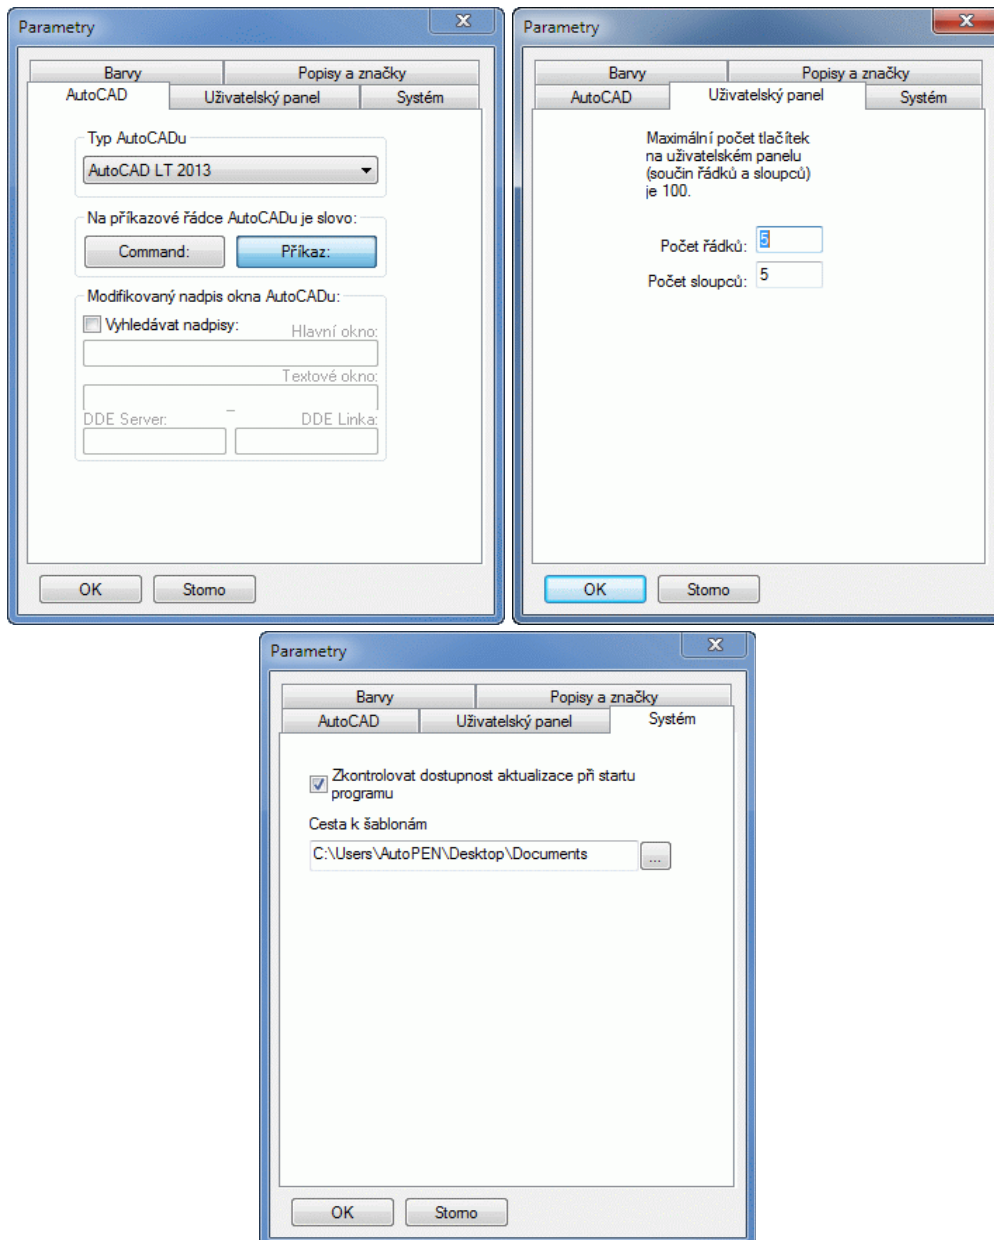 Parametry
Barvy
Popisy a značky
AutoCAD
Uživatelský panel
Systém
Typ AutoCADu
AutoCAD LT 2013
Na příkazové řádce AutoCADu je slovo:
Command:
Příkaz:
Modifikovaný nadpis okna AutoCADu:
Vyhledávat nadpisy:
Hlavní okno:
Textové okno:
DDE Server:
DDE Linka:
OK
Storno
Parametry
Barvy
Popisy a značky
AutoCAD
Uživatelský panel
Systém
Maximální počet tlačítek
na uživatelském panelu
(součin řádků a sloupců)
je 100.
Počet řádků:
5
Počet sloupců:
5
OK
Storno
Parametry
Barvy
Popisy a značky
AutoCAD
Uživatelský panel
Systém
Zkontrolovat dostupnost aktualizace při startu
programu
Cesta k šablonám
C:\Users\AutoPEN\Desktop\Documents
...
OK
Storno